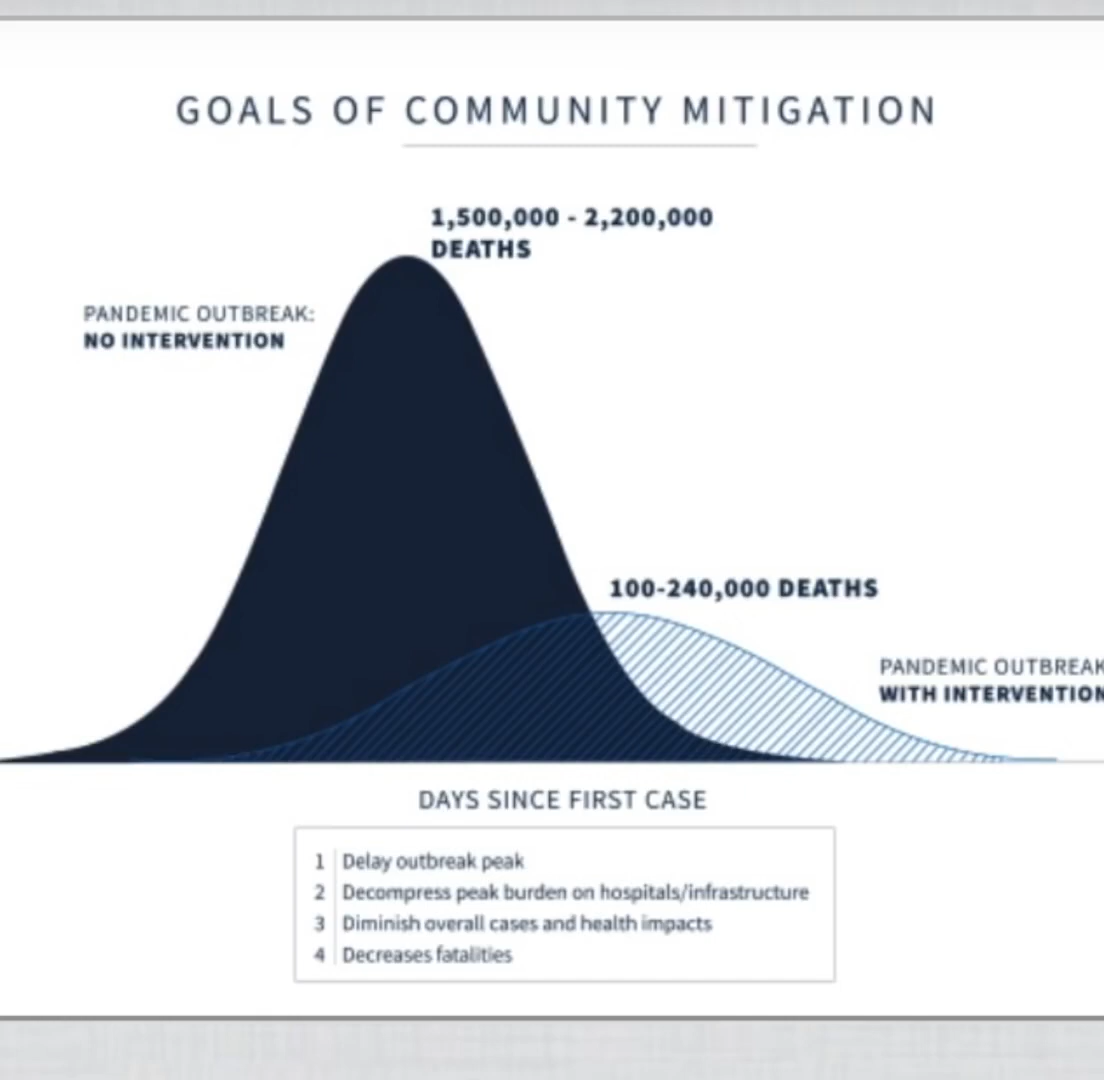 GOALS OF COMMUNITY MITIGATION
1,500,000 - 2,200,000
DEATHS
PANDEMIC OUTBREAK:
NO INTERVENTION
100-240,000 DEATHS
PANDEMIC OUTBREAK
WITH INTERVENTION
DAYS SINCE FIRST CASE
1 Delay outbreak peak
2 Decompress peak burden on hospitals/infrastructure
3 Diminish overall cases and health impacts
4 Decreases fatalities